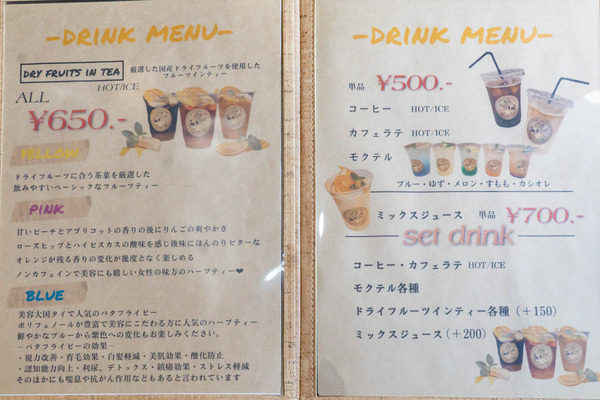 -DRINK MENU-
DRY FRUITS IN TEA
厳選した国産ドライフルーツを使用した
フルーツインティー
HOT/ICE
ALL
¥650.-
YELLOW
ドライフルーツに合う茶葉を厳選した
飲みやすいベーシックなフルーツティー
PINK
甘いピーチとアプリコットの香りの後にりんごの爽やかさ
ローズヒップとハイビスカスの酸味を感じ後味にほんのりビターな
オレンジが残る香りの変化が幾度となく楽しめる
ノンカフェインで美容にも嬉しい女性の味方のハーブティー❤
BLUE
美容大国タイで人気のバタフライピー
ポリフェノールが豊富で美容にこだわる方に人気のハーブティー
鮮やかなブルーから紫色への変化もお楽しみください。
―バタフライピーの効果―
・視力改善・育毛効果・白髪軽減・美肌効果・酸化防止
・認知能力向上・利尿、デトックス・鎮痛効果・ストレス軽減
そのほかにも喘息や抗がん作用などもあると言われています
-DRINK MENU-
単品 ¥500.-
コーヒー HOT/ICE
カフェラテ HOT/ICE
モクテル
ブルー・ゆず・メロン・すもも・カシオレ
ミックスジュース 単品 ¥700.-
set drink
コーヒー・カフェラテ HOT/ICE
モクテル各種
ドライフルーツインティー各種（+150）
ミックスジュース（+200）